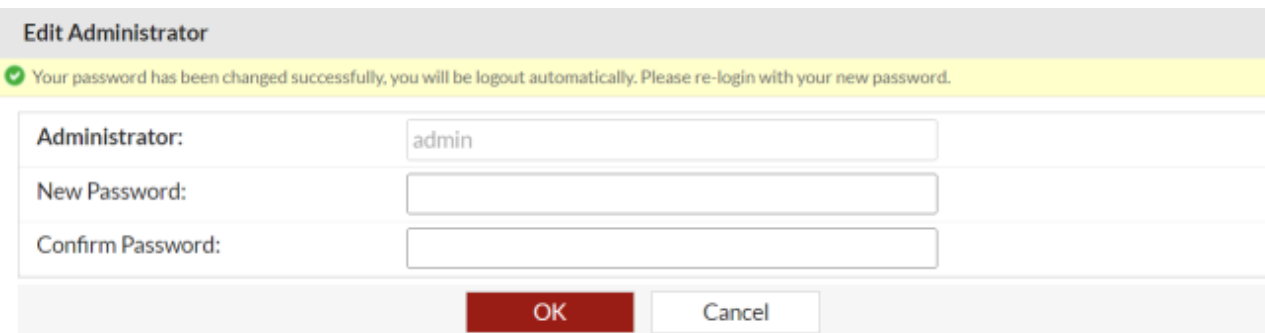 Edit Administrator
Your password has been changed successfully, you will be logout automatically. Please re-login with your new password.
Administrator: admin
New Password:
Confirm Password:
OK Cancel